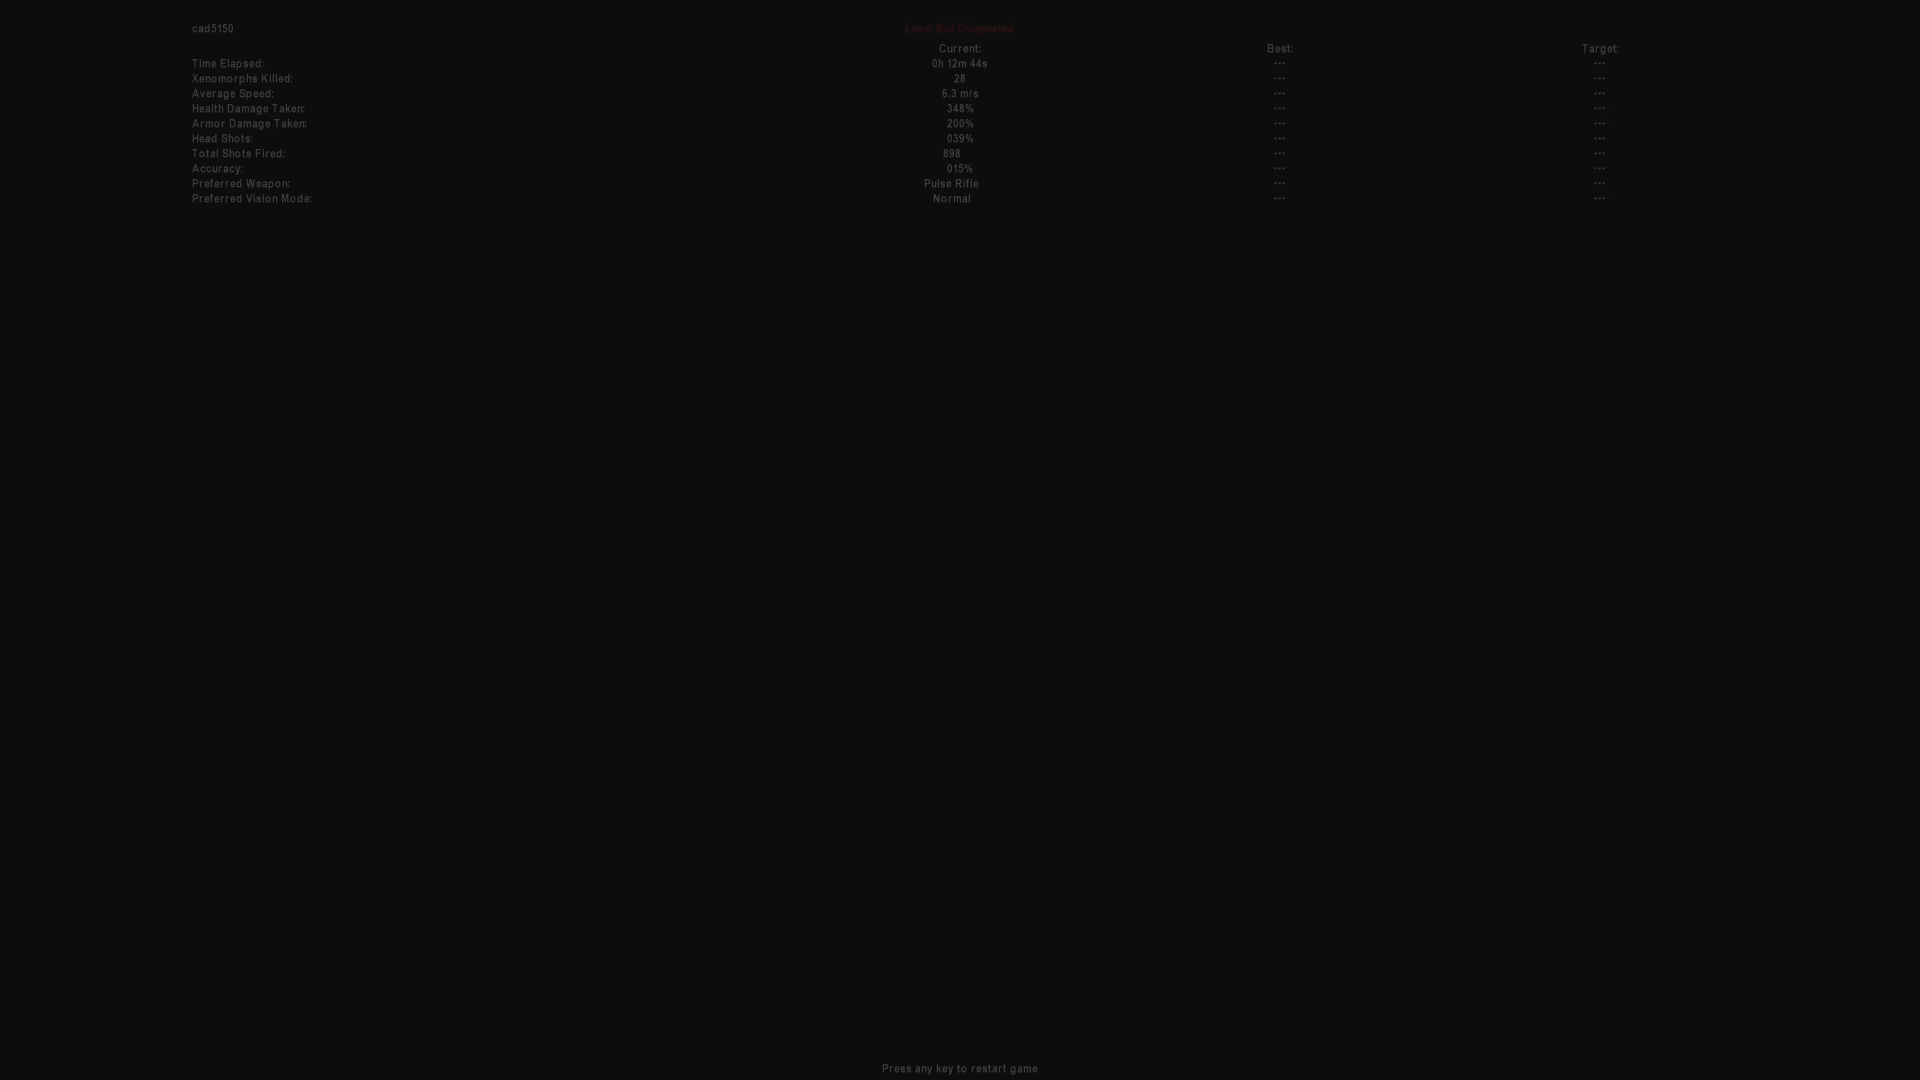 cad5150 Level Not Completed
Current: Best: Target:
Time Elapsed: 0h 12m 44s --- ---
Xenomorphs Killed: 28 --- ---
Average Speed: 6.3 m/s --- ---
Health Damage Taken: 348% --- ---
Armor Damage Taken: 200% --- ---
Head Shots: 039% --- ---
Total Shots Fired: 898 --- ---
Accuracy: 015% --- ---
Preferred Weapon: Pulse Rifle --- ---
Preferred Vision Mode: Normal --- ---
Press any key to restart game